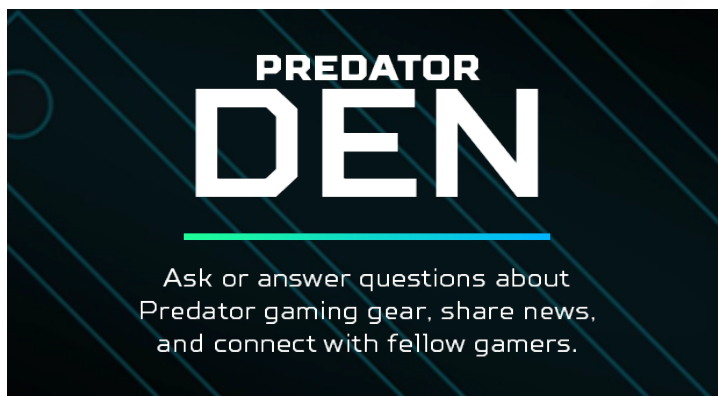 PREDATOR
DEN
Ask or answer questions about
Predator gaming gear, share news,
and connect with fellow gamers.